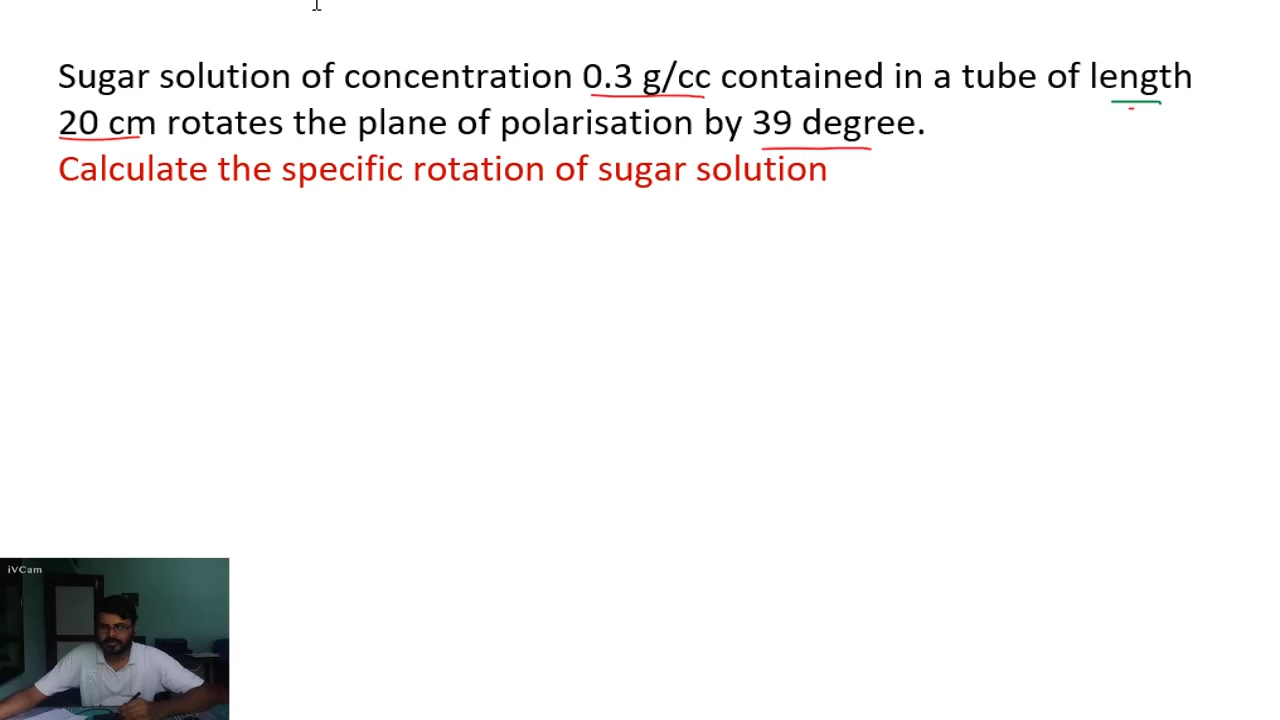 Sugar solution of concentration 0.3 g/cc contained in a tube of length
20 cm rotates the plane of polarisation by 39 degree.
Calculate the specific rotation of sugar solution
iVCam